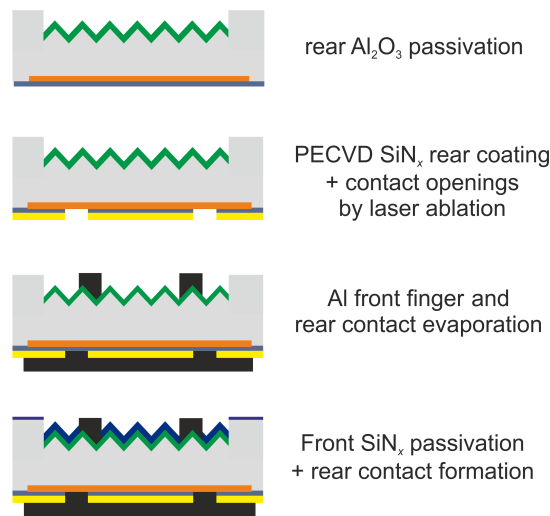 rear Al₂O₃ passivation
PECVD SiNₓ rear coating
+ contact openings
by laser ablation
Al front finger and
rear contact evaporation
Front SiNₓ passivation
+ rear contact formation